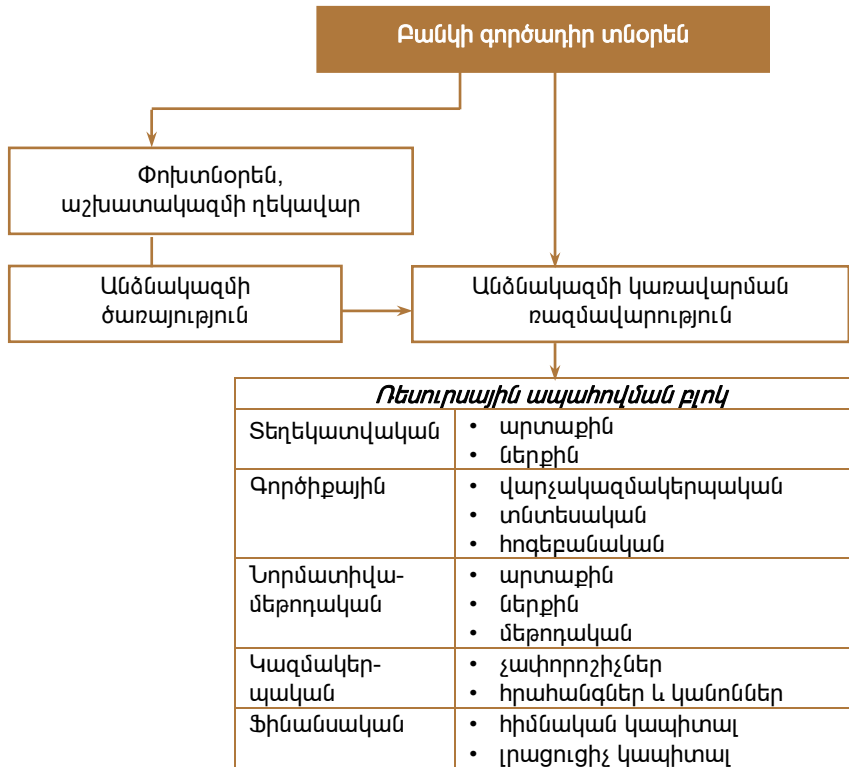 Բանկի գործադիր տնօրեն
Փոխտնօրեն,
աշխատակազմի ղեկավար
Անձնակազմի
ծառայություն
Անձնակազմի կառավարման
ռազմավարություն
Ռեսուրսային ապահովման բլոկ
Տեղեկատվական
• արտաքին
• ներքին
Գործիքային
• վարչակազմակերպական
• տնտեսական
• հոգեբանական
Նորմատիվա-
մեթոդական
• արտաքին
• ներքին
• մեթոդական
Կազմակեր-
պական
• չափորոշիչներ
• հրահանգներ և կանոններ
Ֆինանսական
• հիմնական կապիտալ
• լրացուցիչ կապիտալ